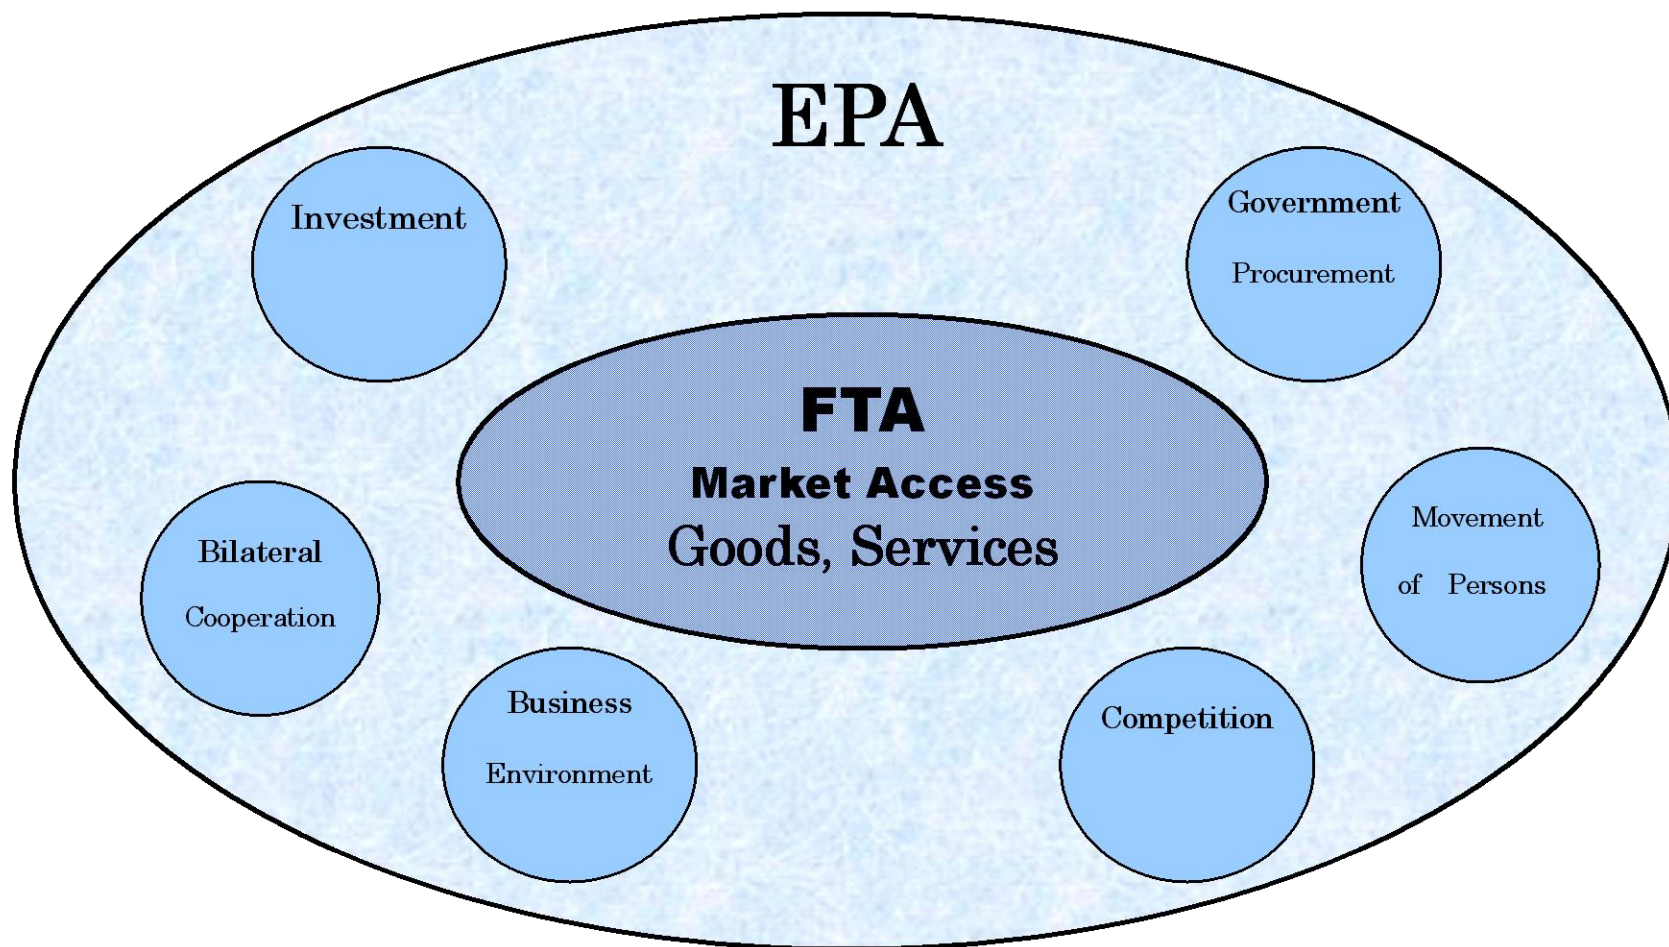 EPA
Investment
Government
Procurement
FTA
Market Access
Goods, Services
Bilateral
Cooperation
Movement
of Persons
Business
Environment
Competition